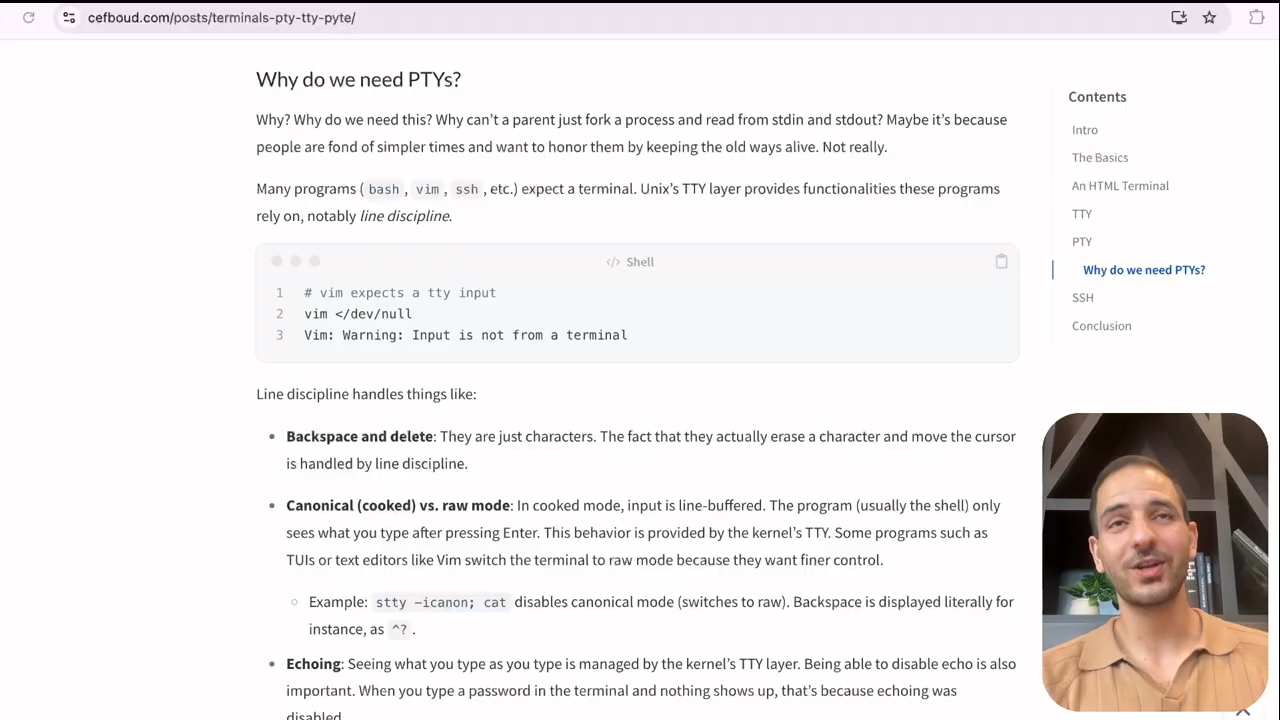 cefboud.com/posts/terminals-pty-tty-pyte/
Why do we need PTYs?
Why? Why do we need this? Why can't a parent just fork a process and read from stdin and stdout? Maybe it's because
people are fond of simpler times and want to honor them by keeping the old ways alive. Not really.
Many programs ( bash , vim , ssh , etc.) expect a terminal. Unix's TTY layer provides functionalities these programs
rely on, notably line discipline.
</> Shell
1 # vim expects a tty input
2 vim </dev/null
3 Vim: Warning: Input is not from a terminal
Line discipline handles things like:
Backspace and delete: They are just characters. The fact that they actually erase a character and move the cursor
is handled by line discipline.
Canonical (cooked) vs. raw mode: In cooked mode, input is line-buffered. The program (usually the shell) only
sees what you type after pressing Enter. This behavior is provided by the kernel's TTY. Some programs such as
TUIs or text editors like Vim switch the terminal to raw mode because they want finer control.
Example: stty -icanon; cat disables canonical mode (switches to raw). Backspace is displayed literally for
instance, as ^? .
Echoing: Seeing what you type as you type is managed by the kernel's TTY layer. Being able to disable echo is also
important. When you type a password in the terminal and nothing shows up, that's because echoing was
disabled.
Contents
Intro
The Basics
An HTML Terminal
TTY
PTY
Why do we need PTYs?
SSH
Conclusion